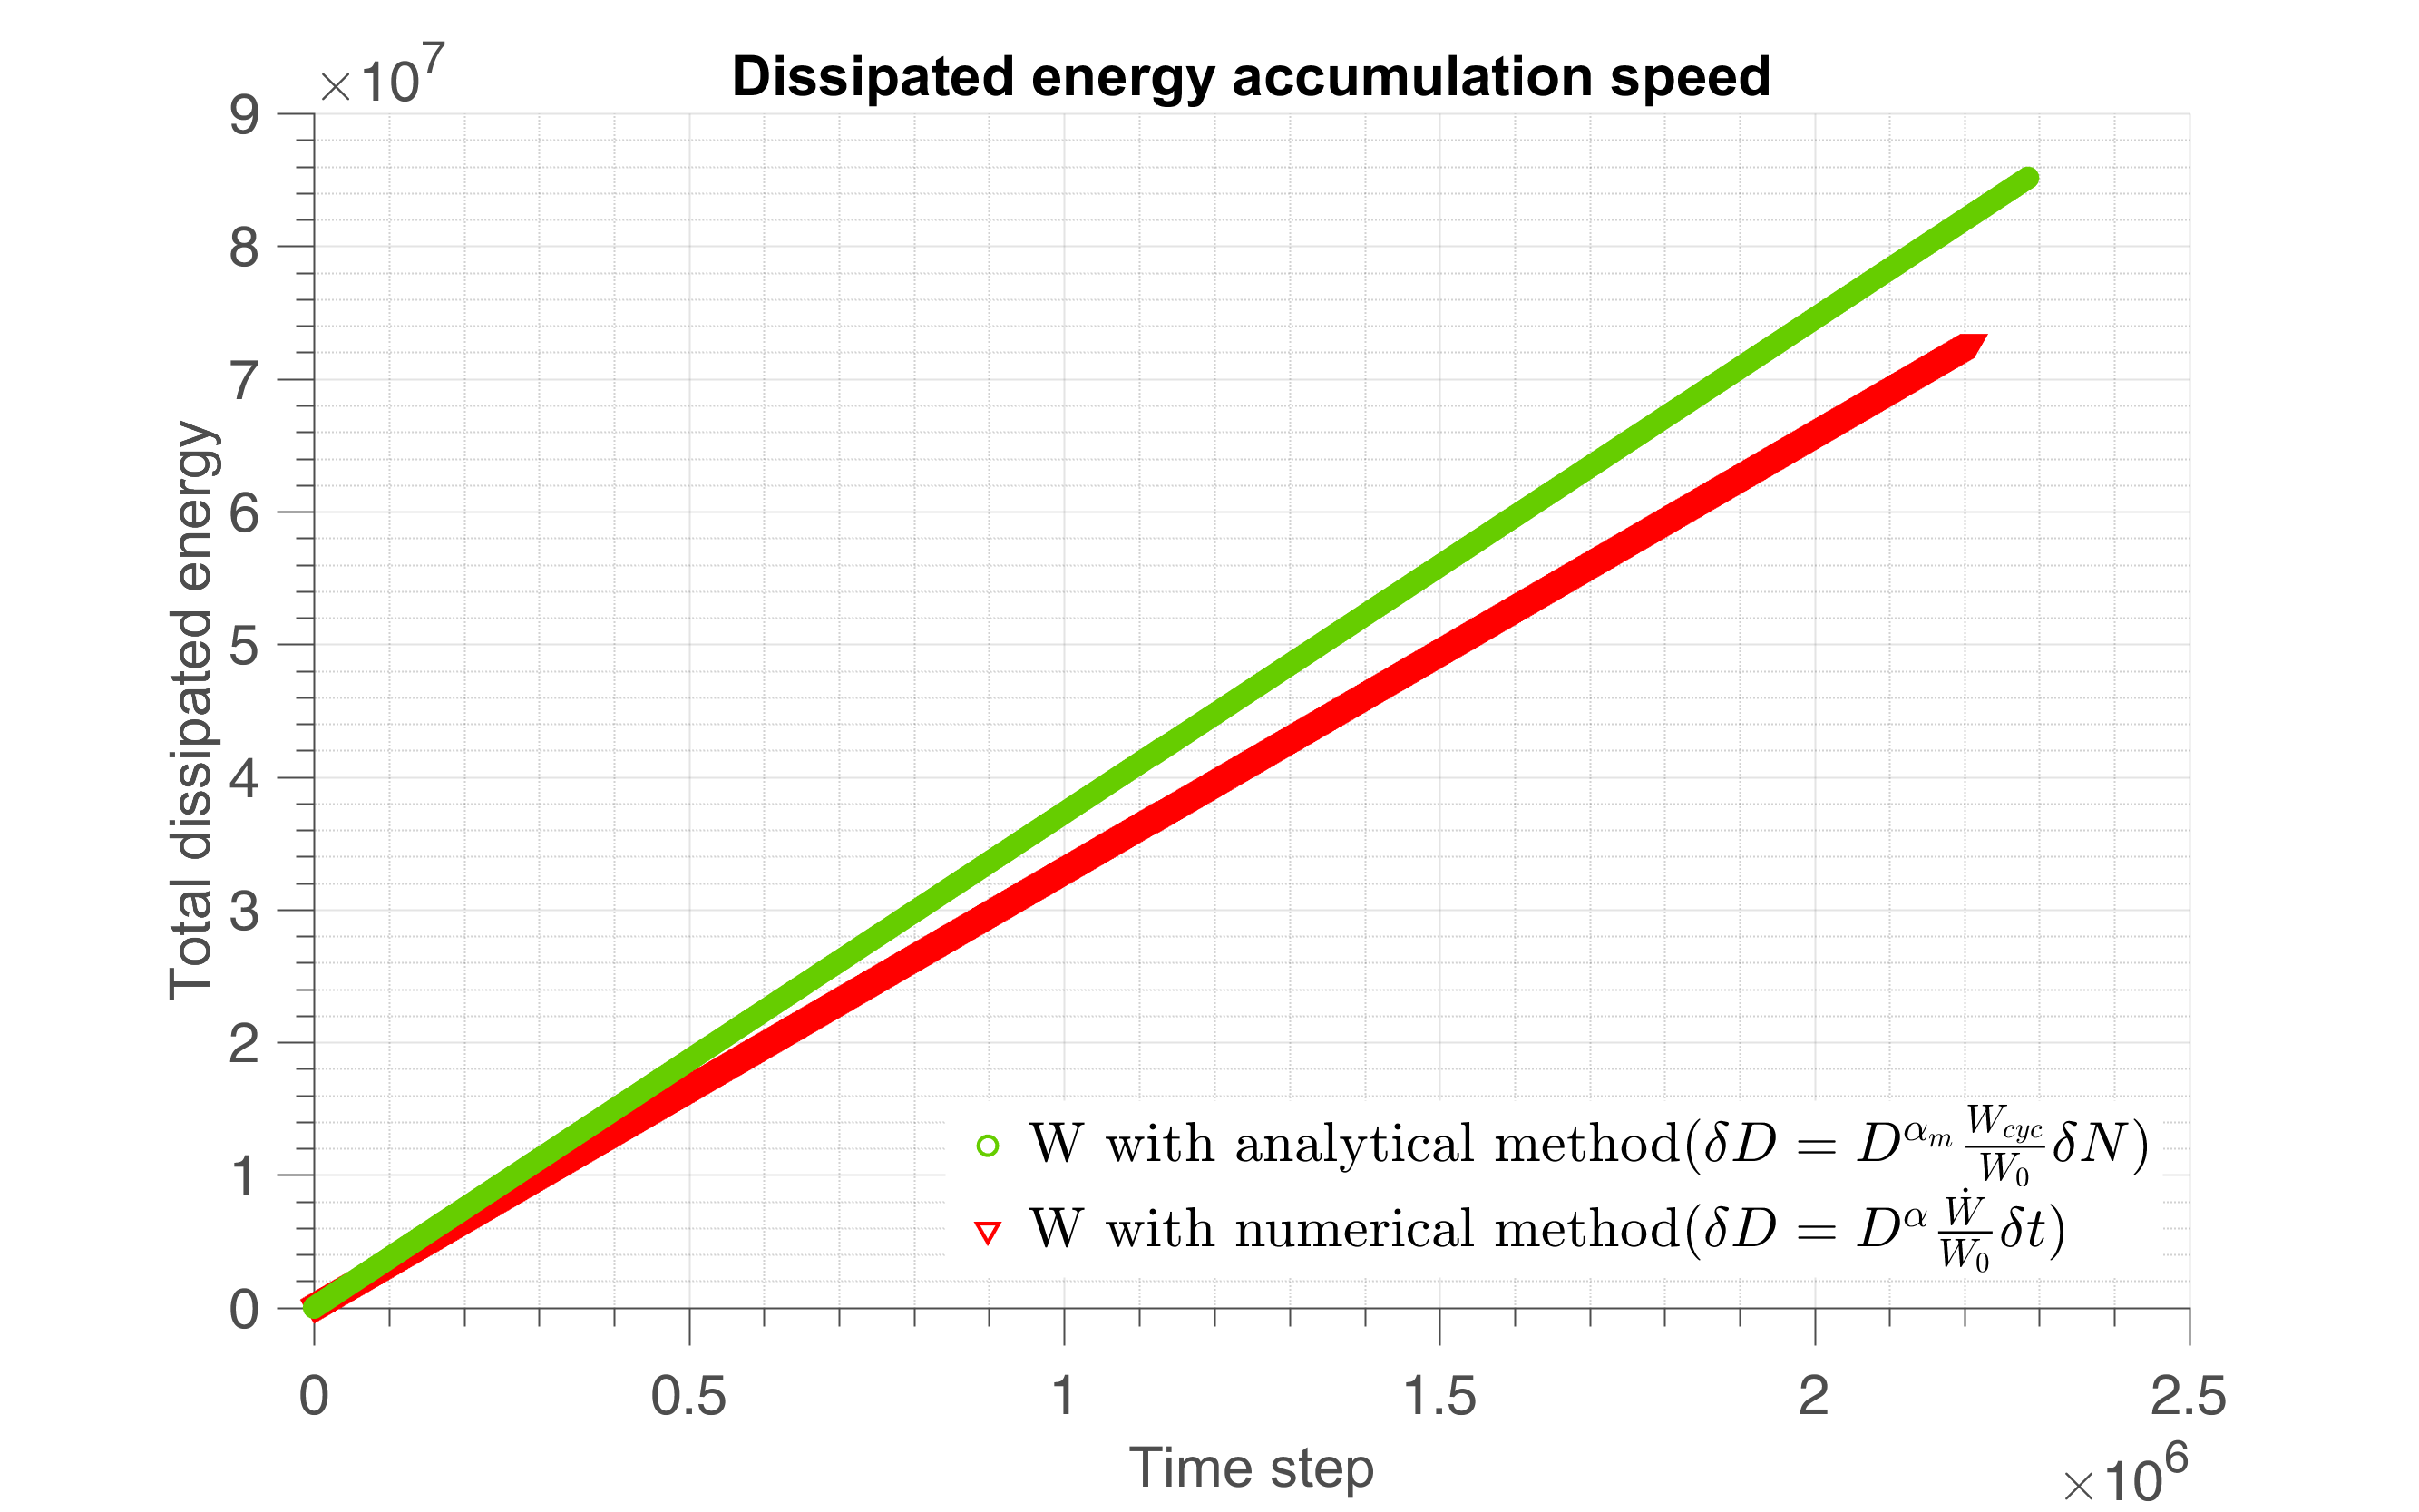 Dissipated energy accumulation speed
×10^7
9
8
7
6
5
4
3
2
1
0
Total dissipated energy
W with analytical method(δD = D^{α_m} \frac{W_{cyc}}{W_0} δN)
W with numerical method(δD = D^α \frac{Ẇ}{W_0} δt)
0 0.5 1 1.5 2 2.5
Time step
×10^6